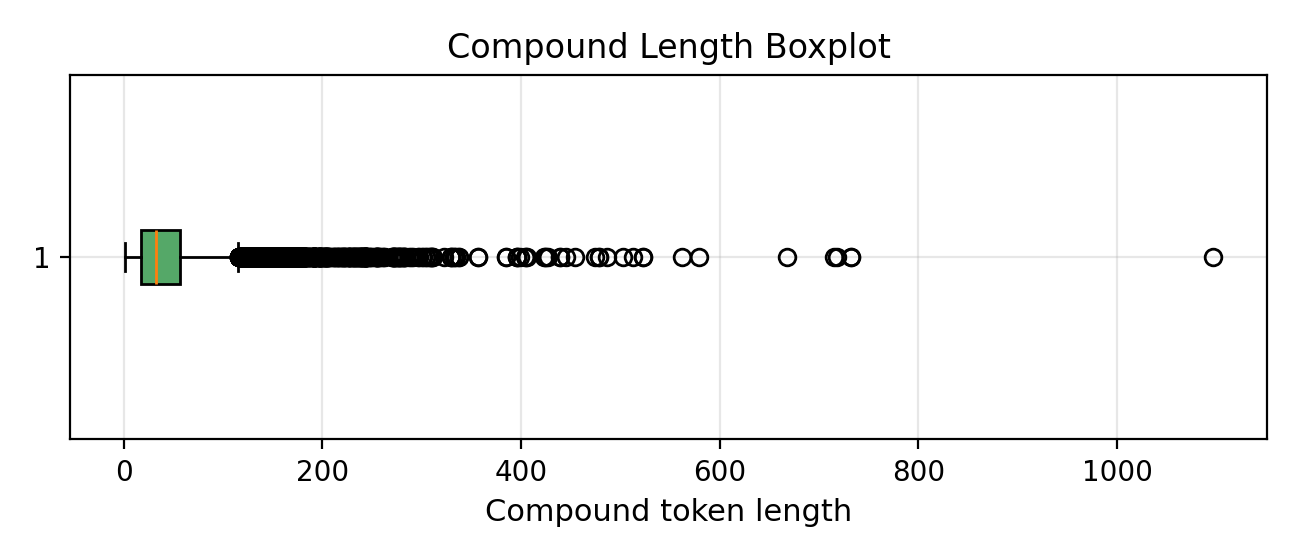 Compound Length Boxplot
1
0 200 400 600 800 1000
Compound token length